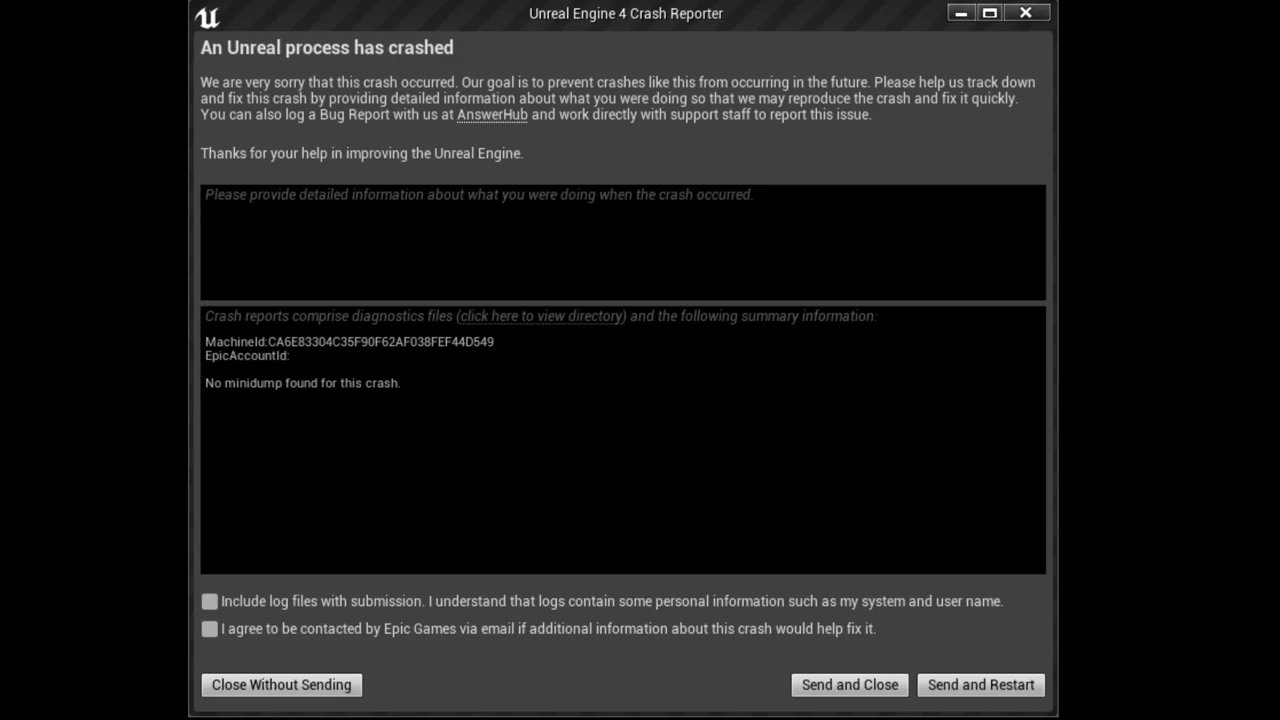 Unreal Engine 4 Crash Reporter
An Unreal process has crashed
We are very sorry that this crash occurred. Our goal is to prevent crashes like this from occurring in the future. Please help us track down
and fix this crash by providing detailed information about what you were doing so that we may reproduce the crash and fix it quickly.
You can also log a Bug Report with us at AnswerHub and work directly with support staff to report this issue.
Thanks for your help in improving the Unreal Engine.
Please provide detailed information about what you were doing when the crash occurred.
Crash reports comprise diagnostics files (click here to view directory) and the following summary information:
MachineId:CA6E83304C35F90F62AF038FEF44D549
EpicAccountId:
No minidump found for this crash.
Include log files with submission. I understand that logs contain some personal information such as my system and user name.
I agree to be contacted by Epic Games via email if additional information about this crash would help fix it.
Close Without Sending
Send and Close
Send and Restart